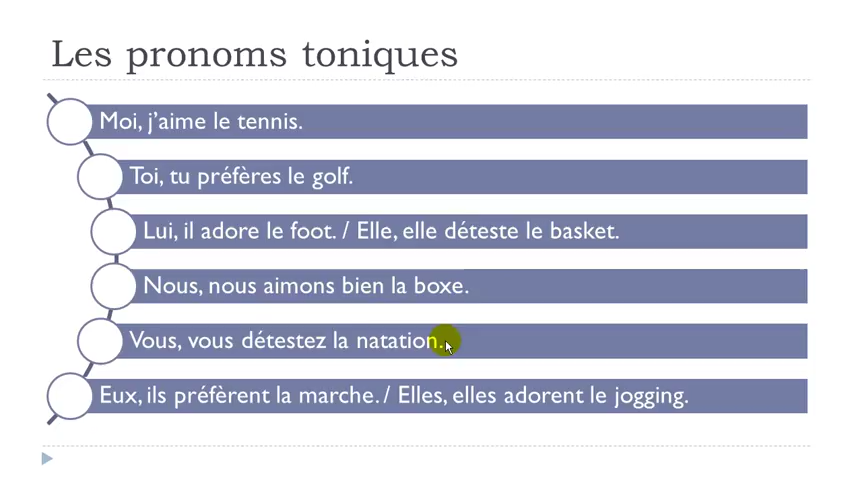 Les pronoms toniques
Moi, j'aime le tennis.
Toi, tu préfères le golf.
Lui, il adore le foot. / Elle, elle déteste le basket.
Nous, nous aimons bien la boxe.
Vous, vous détestez la natation.
Eux, ils préfèrent la marche. / Elles, elles adorent le jogging.